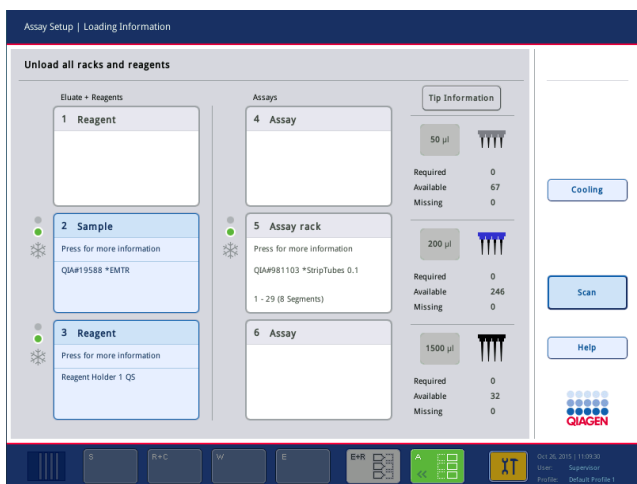 Assay Setup | Loading Information
Unload all racks and reagents
Eluate + Reagents
1 Reagent
2 Sample
Press for more information
QIA#19588 *EMTR
3 Reagent
Press for more information
Reagent Holder 1 QS
Assays
4 Assay
5 Assay rack
Press for more information
QIA#981103 *StripTubes 0.1
1 - 29 (8 Segments)
6 Assay
Tip Information
50 µl
Required 0
Available 67
Missing 0
200 µl
Required 0
Available 246
Missing 0
1500 µl
Required 0
Available 32
Missing 0
Cooling
Scan
Help
QIAGEN
S
R+C
W
E
E+R
A
Oct 26, 2015 | 11:09:30
User: Supervisor
Profile: Default Profile 1